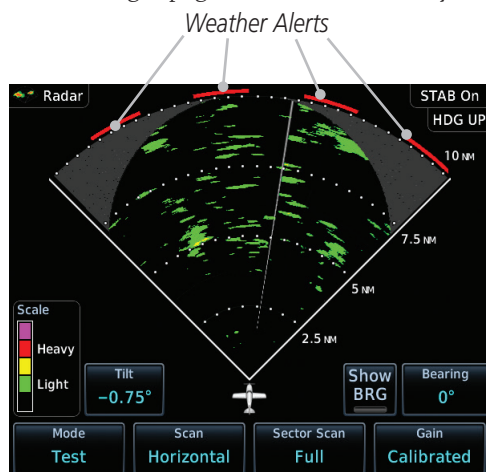 Weather Alerts
Radar
STAB On
HDG UP
10 NM
7.5 NM
5 NM
2.5 NM
Scale
Heavy
Light
Tilt
−0.75°
Show
BRG
Bearing
0°
Mode
Test
Scan
Horizontal
Sector Scan
Full
Gain
Calibrated